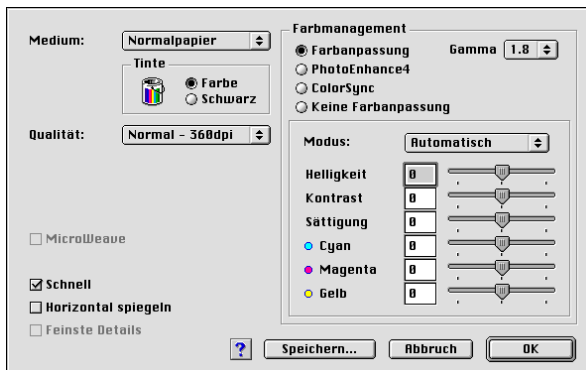 Medium: Normalpapier
Tinte
Farbe
Schwarz
Qualität: Normal - 360dpi
MicroWeave
Schnell
Horizontal spiegeln
Feinste Details
Farbmanagement
Farbanpassung Gamma 1.8
PhotoEnhance4
ColorSync
Keine Farbanpassung
Modus: Automatisch
Helligkeit 0
Kontrast 0
Sättigung 0
Cyan 0
Magenta 0
Gelb 0
? Speichern... Abbruch OK